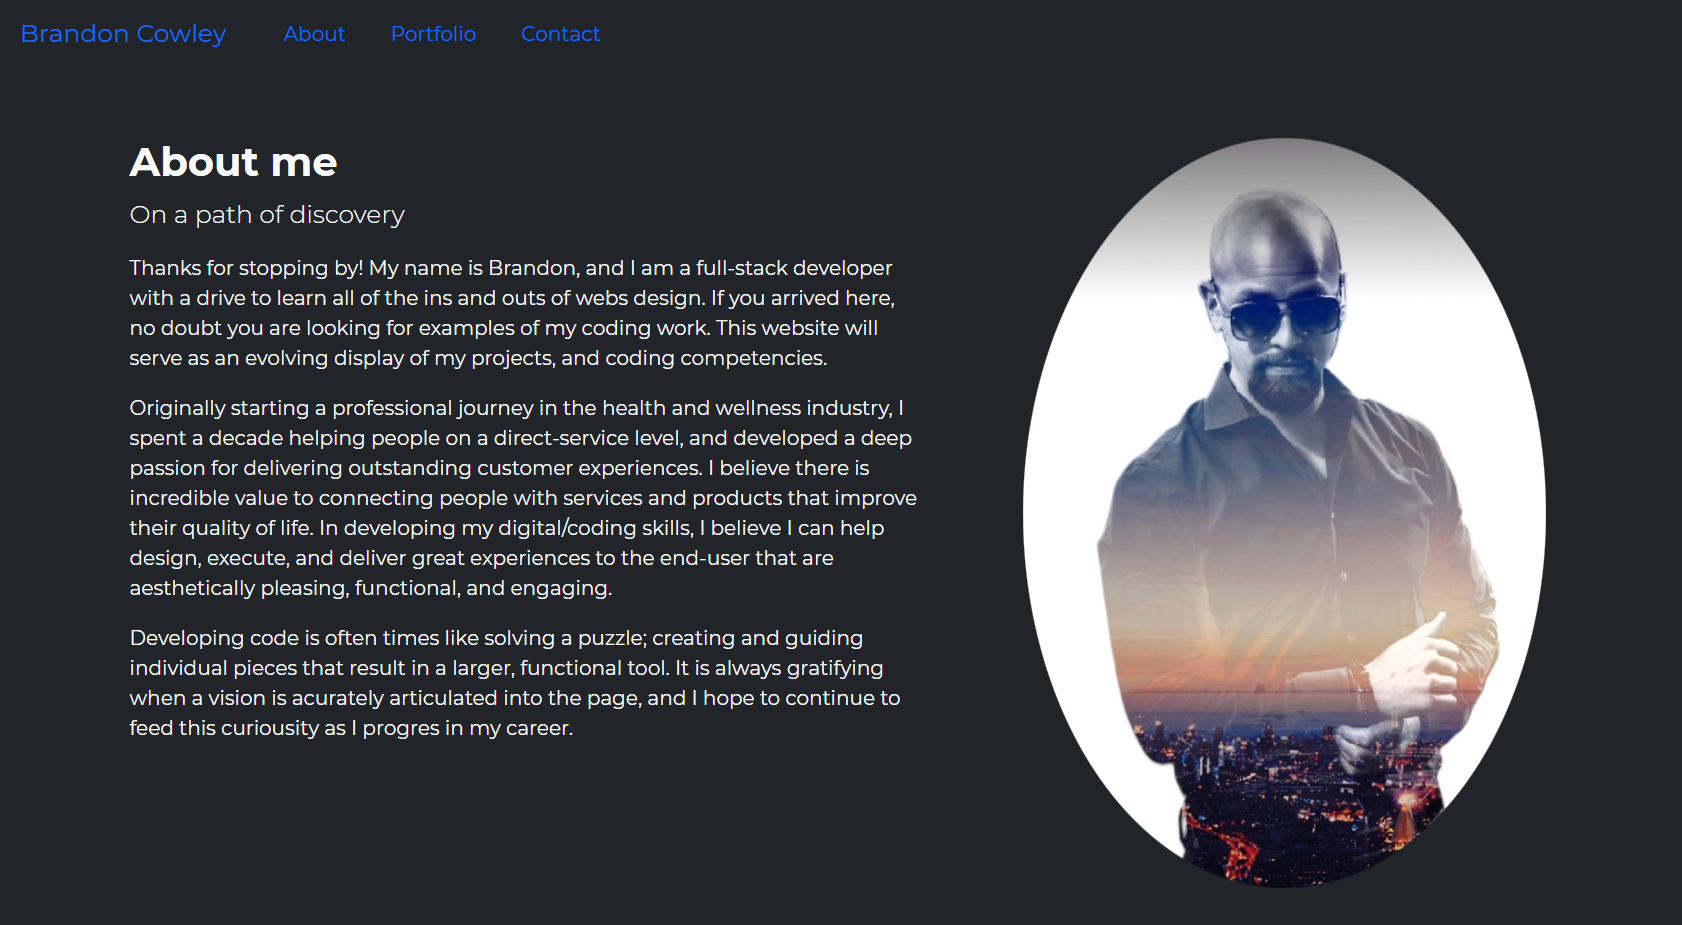 Brandon Cowley About Portfolio Contact
About me
On a path of discovery
Thanks for stopping by! My name is Brandon, and I am a full-stack developer
with a drive to learn all of the ins and outs of webs design. If you arrived here,
no doubt you are looking for examples of my coding work. This website will
serve as an evolving display of my projects, and coding competencies.
Originally starting a professional journey in the health and wellness industry, I
spent a decade helping people on a direct-service level, and developed a deep
passion for delivering outstanding customer experiences. I believe there is
incredible value to connecting people with services and products that improve
their quality of life. In developing my digital/coding skills, I believe I can help
design, execute, and deliver great experiences to the end-user that are
aesthetically pleasing, functional, and engaging.
Developing code is often times like solving a puzzle; creating and guiding
individual pieces that result in a larger, functional tool. It is always gratifying
when a vision is acurately articulated into the page, and I hope to continue to
feed this curiousity as I progres in my career.